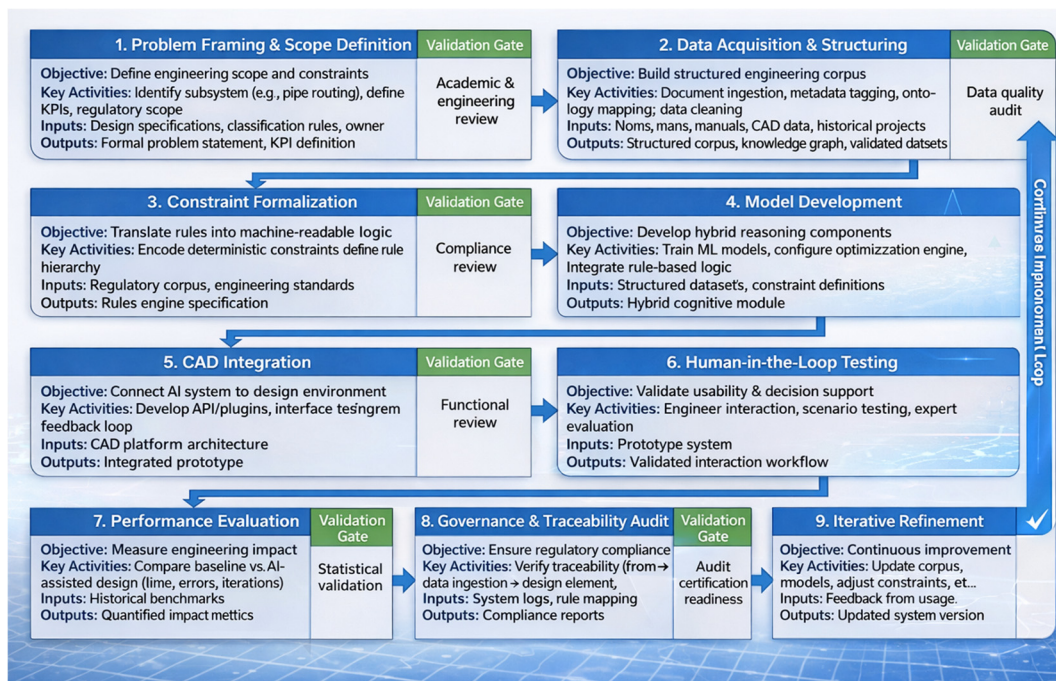 1. Problem Framing & Scope Definition
Validation Gate
Objective: Define engineering scope and constraints
Key Activities: Identify subsystem (e.g., pipe routing), define
KPIs, regulatory scope
Inputs: Design specifications, classification rules, owner
Outputs: Formal problem statement, KPI definition
Academic &
engineering
review
2. Data Acquisition & Structuring
Validation Gate
Objective: Build structured engineering corpus
Key Activities: Document ingestion, metadata tagging, onto-
logy mapping; data cleaning
Inputs: Noms, mans, manuals, CAD data, historical projects
Outputs: Structured corpus, knowledge graph, validated datsets
Data quality
audit
3. Constraint Formalization
Validation Gate
Objective: Translate rules into machine-readable logic
Key Activities: Encode deterministic constraints define rule
hierarchy
Inputs: Regulatory corpus, engineering standards
Outputs: Rules engine specification
Compliance
review
4. Model Development
Objective: Develop hybrid reasoning components
Key Activities: Train ML models, configure optimizzation engine,
Integrate rule-based logic
Inputs: Structured datasets, constraint definitions
Outputs: Hybrid cognitive module
5. CAD Integration
Validation Gate
Objective: Connect AI system to design environment
Key Activities: Develop API/plugins, interface tesingrem
feedback loop
Inputs: CAD platform architecture
Outputs: Integrated prototype
Functional
review
6. Human-in-the-Loop Testing
Objective: Validate usability & decision support
Key Activities: Engineer interaction, scenario testing, expert
evaluation
Inputs: Prototype system
Outputs: Validated interaction workflow
7. Performance Evaluation
Validation
Gate
Objective: Measure engineering impact
Key Activities: Compare baseline vs. AI-
assisted design (lime, errors, iterations)
Inputs: Historical benchmarks
Outputs: Quantified impact mettics
Statistical
validation
8. Governance & Traceability Audit
Validation
Gate
Objective: Ensure regulatory compliance
Key Activities: Verify traceability (from→
data ingestion → design element,
Inputs: System logs, rule mapping
Outputs: Compliance reports
Audit
certification
readiness
9. Iterative Refinement
Objective: Continuous improvement
Key Activities: Update corpus,
models, adjust constraints, et...
Inputs: Feedback from usage.
Outputs: Updated system version
Loop